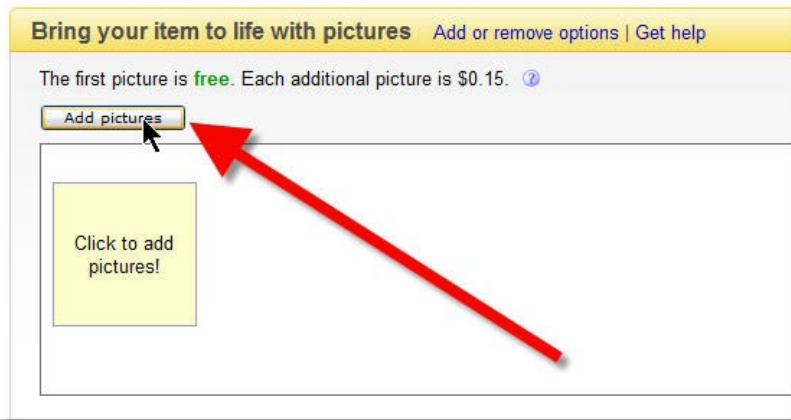 Bring your item to life with pictures Add or remove options | Get help
The first picture is free. Each additional picture is $0.15. ?
Add pictures
Click to add
pictures!